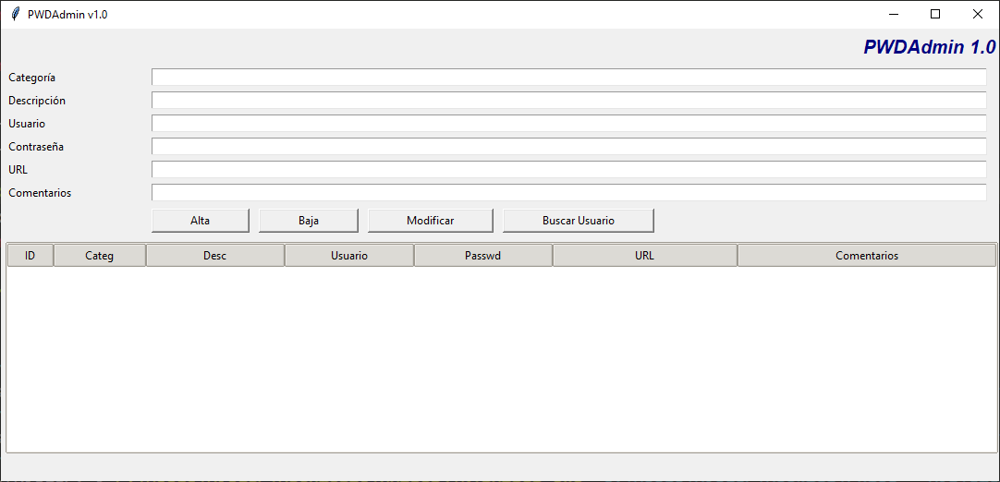 PWDAdmin v1.0
PWDAdmin 1.0
Categoría
Descripción
Usuario
Contraseña
URL
Comentarios
Alta Baja Modificar Buscar Usuario
ID Categ Desc Usuario Passwd URL Comentarios